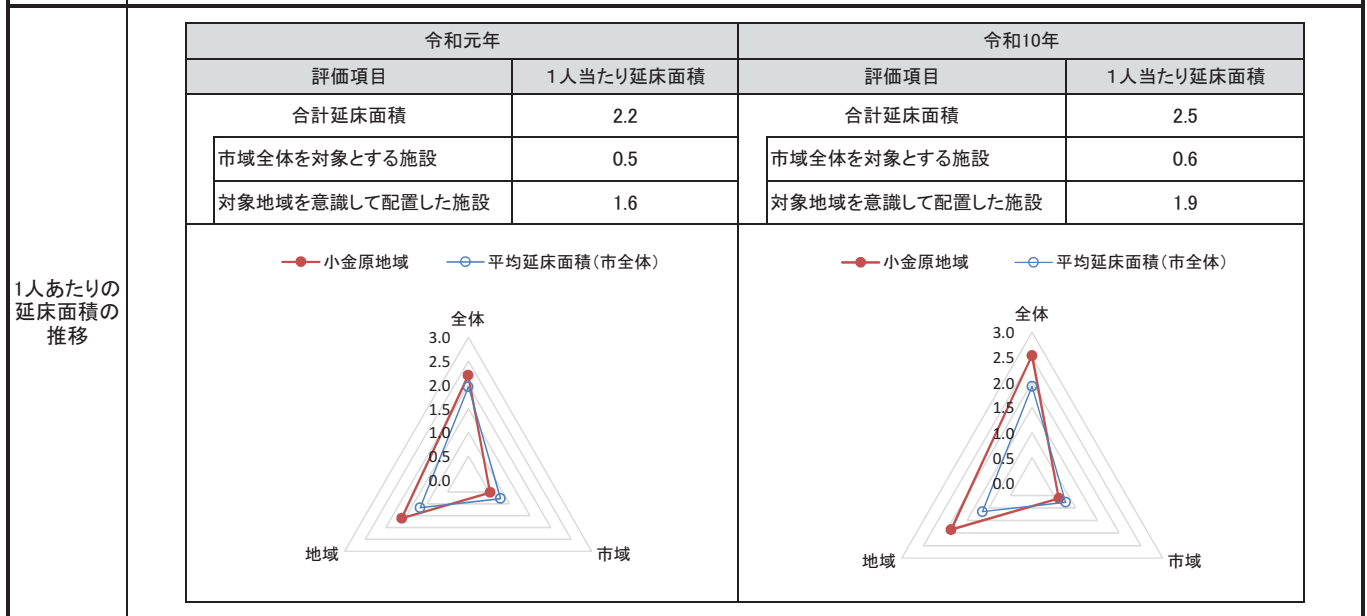 令和元年
令和10年
評価項目
1人当たり延床面積
評価項目
1人当たり延床面積
合計延床面積
2.2
合計延床面積
2.5
市域全体を対象とする施設
0.5
市域全体を対象とする施設
0.6
対象地域を意識して配置した施設
1.6
対象地域を意識して配置した施設
1.9
1人あたりの
延床面積の
推移
小金原地域
平均延床面積(市全体)
全体
3.0
2.5
2.0
1.5
1.0
0.5
0.0
地域
市域
小金原地域
平均延床面積(市全体)
全体
3.0
2.5
2.0
1.5
1.0
0.5
0.0
地域
市域